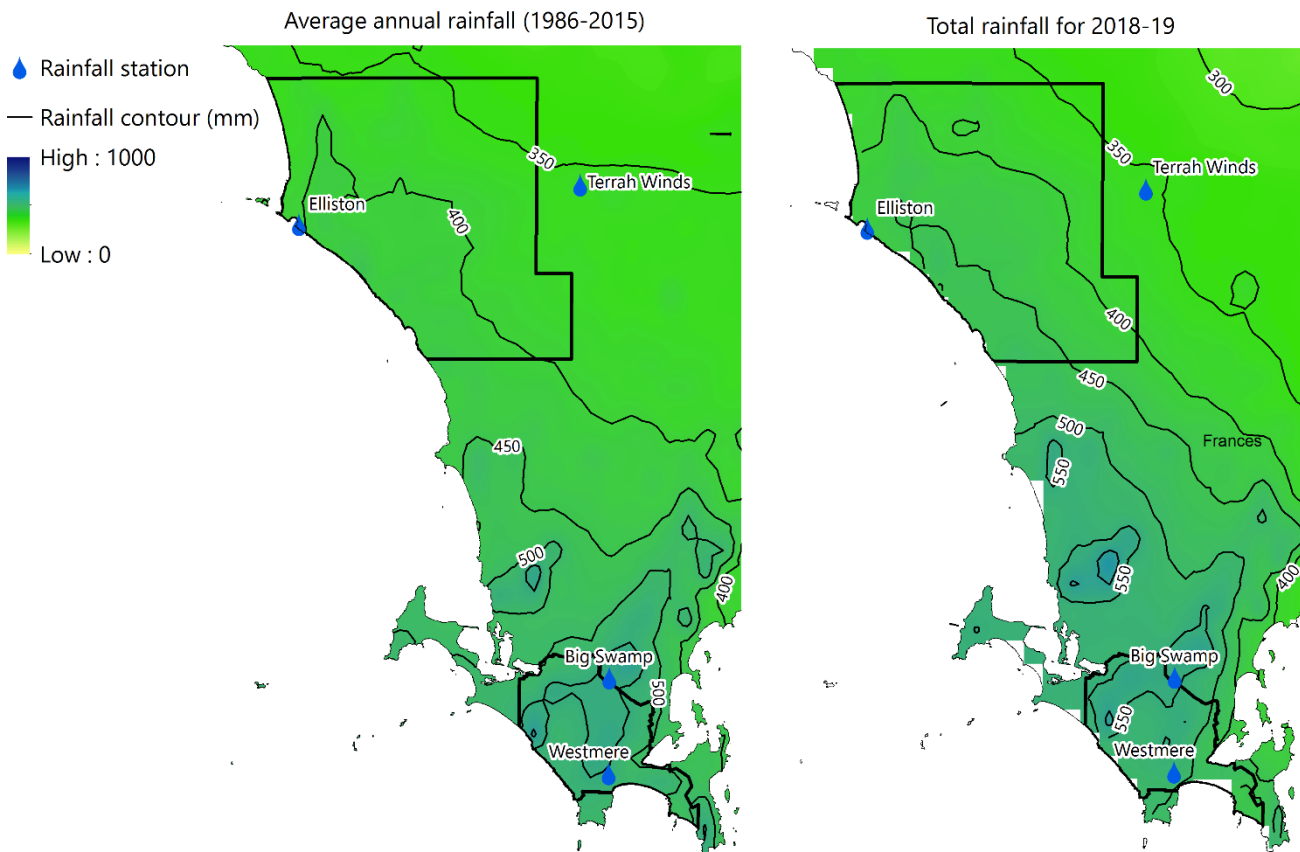 Average annual rainfall (1986-2015)
Total rainfall for 2018-19
Rainfall station
Rainfall contour (mm)
High : 1000
Low : 0
350
Terrah Winds
Elliston
400
450
500
400
Big Swamp
500
Westmere
300
350
Terrah Winds
Elliston
400
450
500
Frances
550
550
400
Big Swamp
550
Westmere